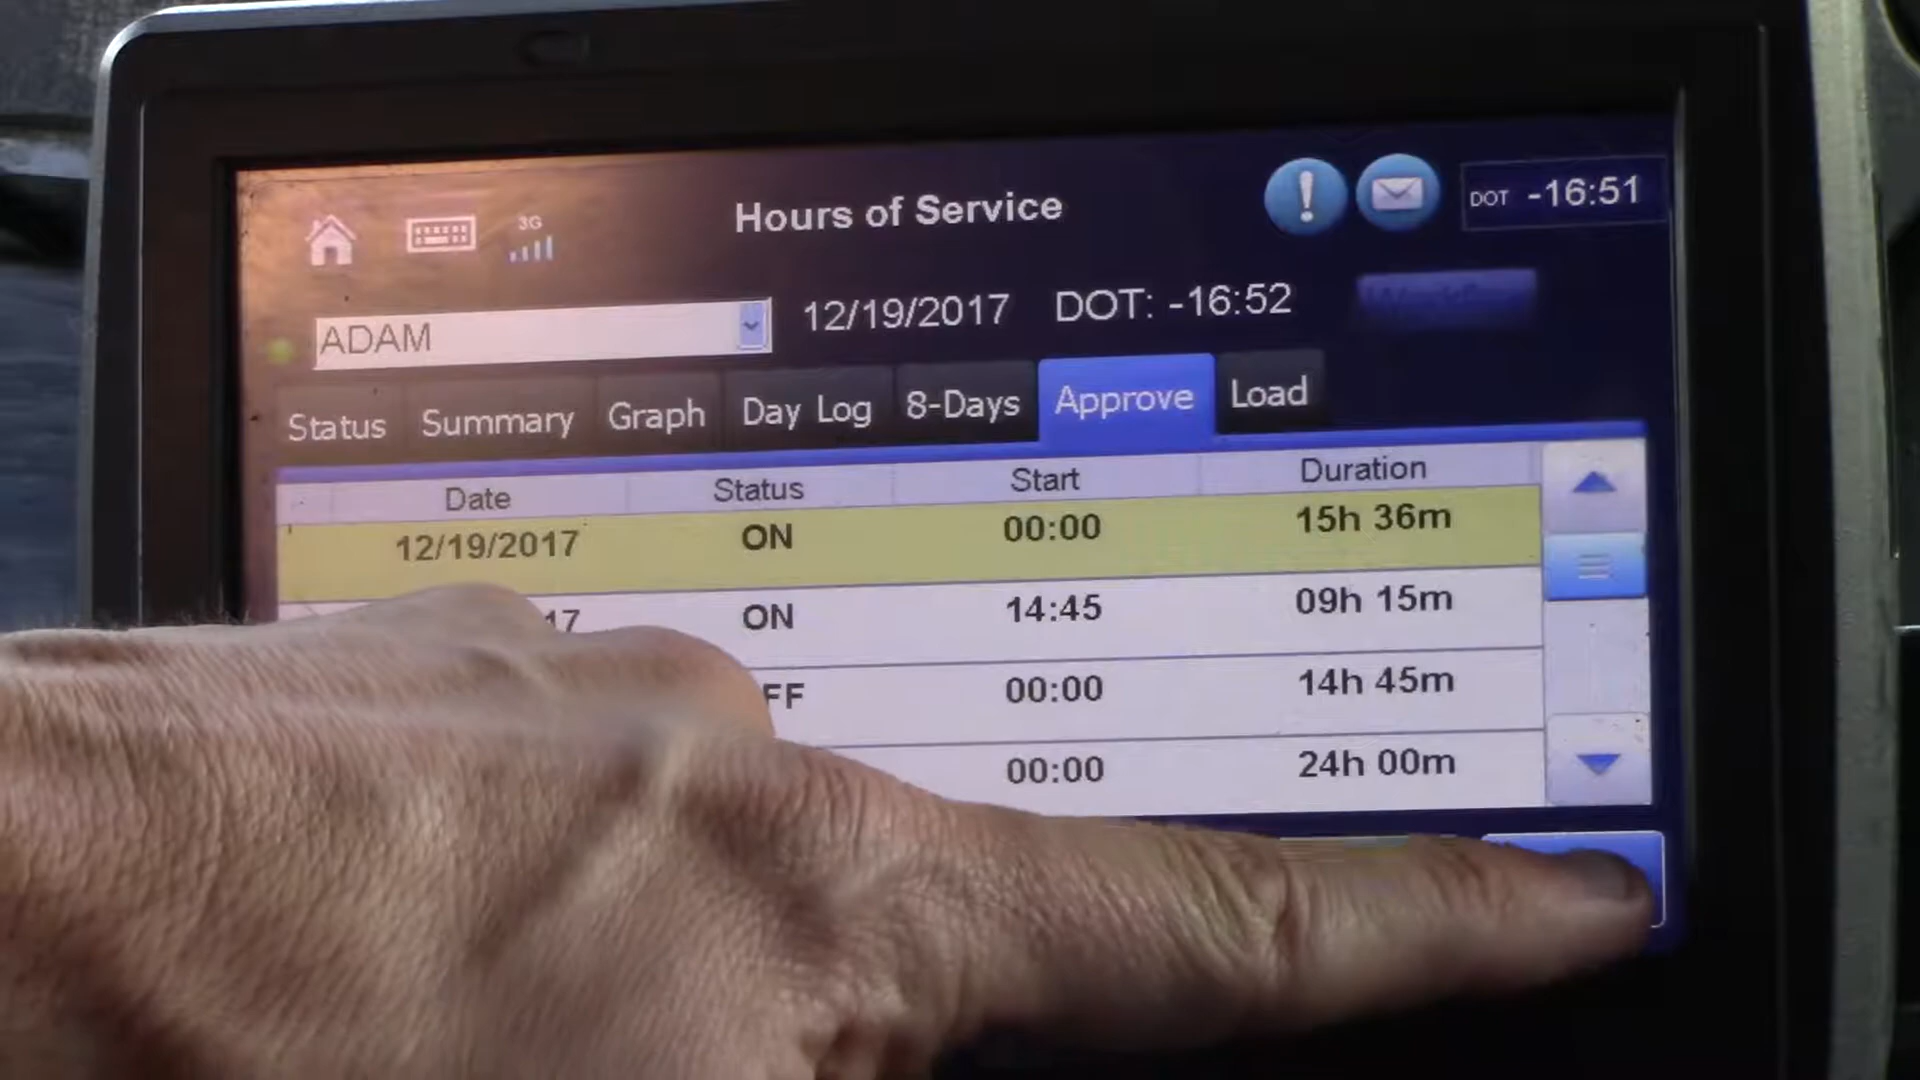 3G
Hours of Service
DOT -16:51
ADAM
12/19/2017 DOT: -16:52
Status Summary Graph Day Log 8-Days Approve Load
Date Status Start Duration
12/19/2017 ON 00:00 15h 36m
17 ON 14:45 09h 15m
FF 00:00 14h 45m
00:00 24h 00m